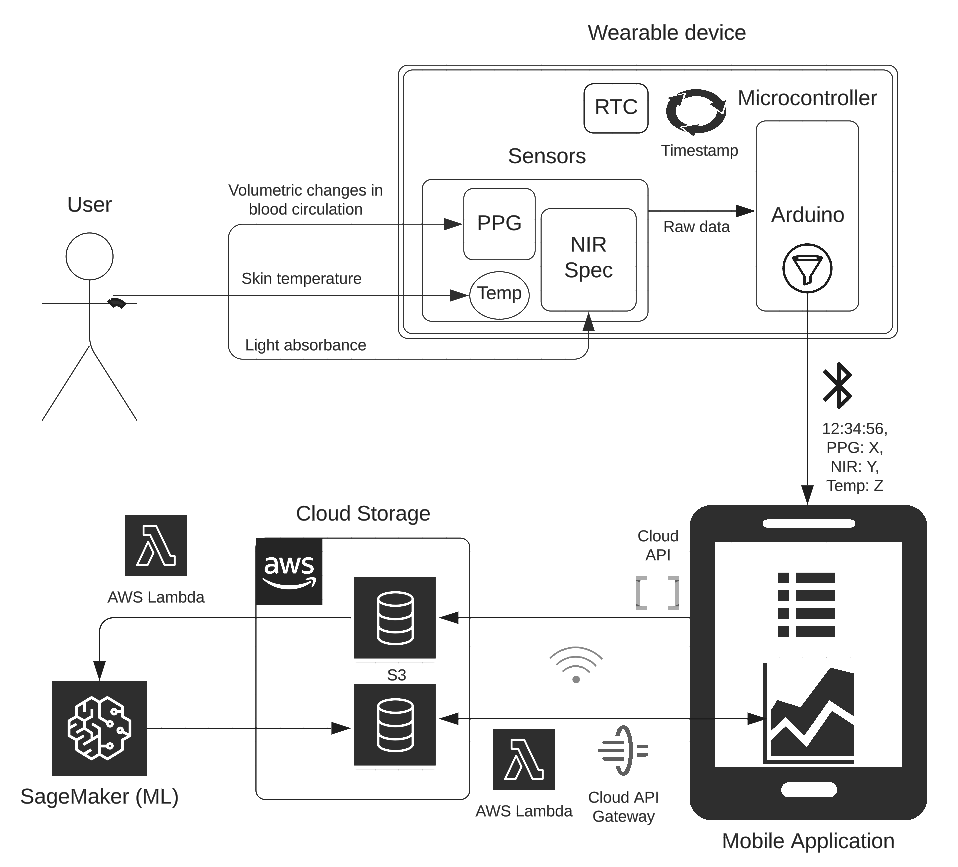 Wearable device
RTC
Timestamp
Microcontroller
Sensors
PPG
NIR
Spec
Temp
Raw data
Arduino
User
Volumetric changes in
blood circulation
Skin temperature
Light absorbance
12:34:56,
PPG: X,
NIR: Y,
Temp: Z
Cloud Storage
aws
S3
AWS Lambda
SageMaker (ML)
Cloud
API
AWS Lambda
Cloud API
Gateway
Mobile Application